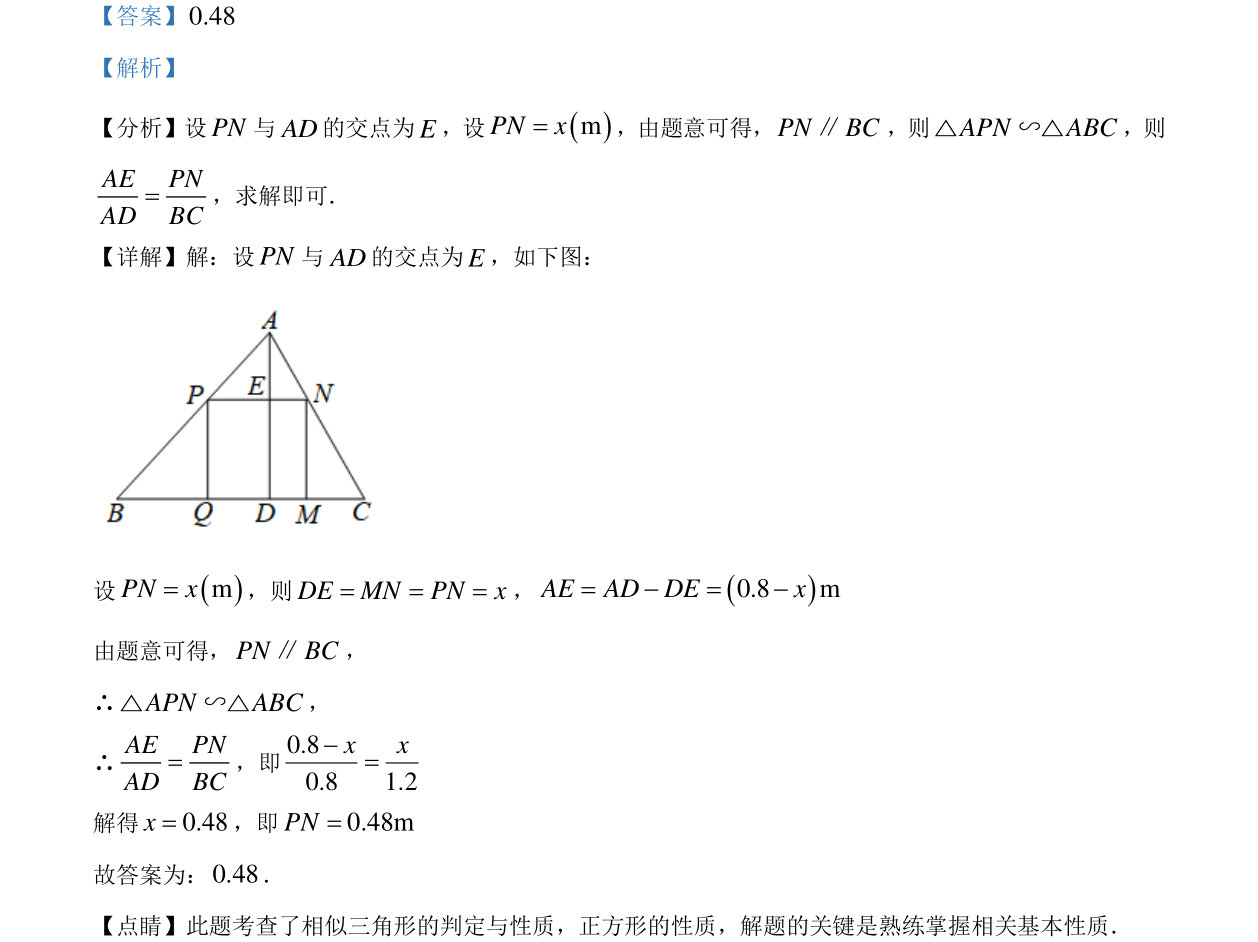 【答案】0.48
【解析】
【分析】设 PN 与 AD 的交点为 E，设 PN = x(m)，由题意可得，PN // BC，则△APN∽△ABC，则
AE/AD = PN/BC，求解即可．
【详解】解：设 PN 与 AD 的交点为 E，如下图：
A
P E N
B Q D M C
设 PN = x(m)，则 DE = MN = PN = x，AE = AD − DE = (0.8 − x)m
由题意可得，PN // BC，
∴△APN∽△ABC，
∴AE/AD = PN/BC，即 (0.8 − x)/0.8 = x/1.2
解得 x = 0.48，即 PN = 0.48m
故答案为：0.48．
【点睛】此题考查了相似三角形的判定与性质，正方形的性质，解题的关键是熟练掌握相关基本性质．